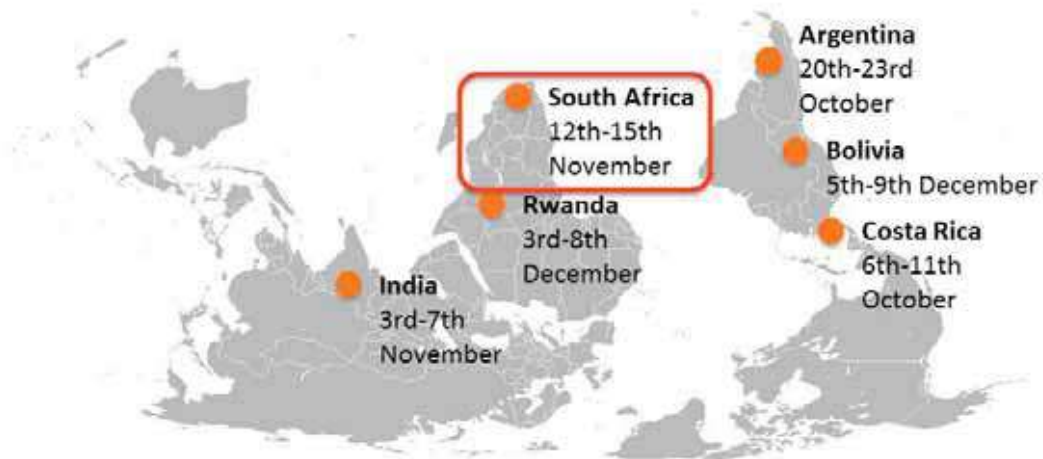 Argentina
20th-23rd
October
South Africa
12th-15th
November
Bolivia
5th-9th December
Rwanda
3rd-8th
December
Costa Rica
6th-11th
October
India
3rd-7th
November